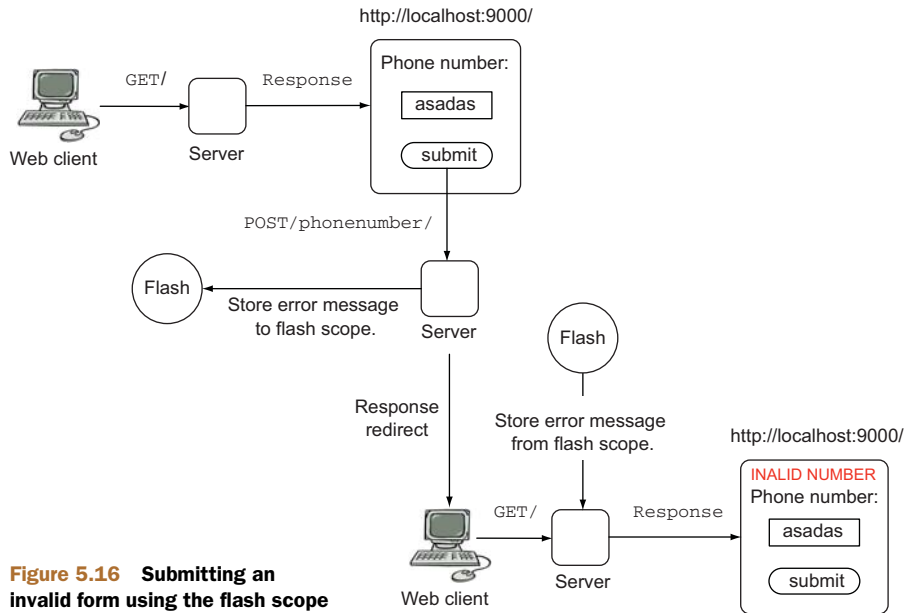 http://localhost:9000/
Phone number:
GET/
Response
asadas
submit
Web client
Server
POST/phonenumber/
Flash
Store error message
to flash scope.
Server
Flash
Response
redirect
Store error message
from flash scope.
http://localhost:9000/
INALID NUMBER
Phone number:
GET/
Response
asadas
submit
Web client
Server
Figure 5.16 Submitting an
invalid form using the flash scope